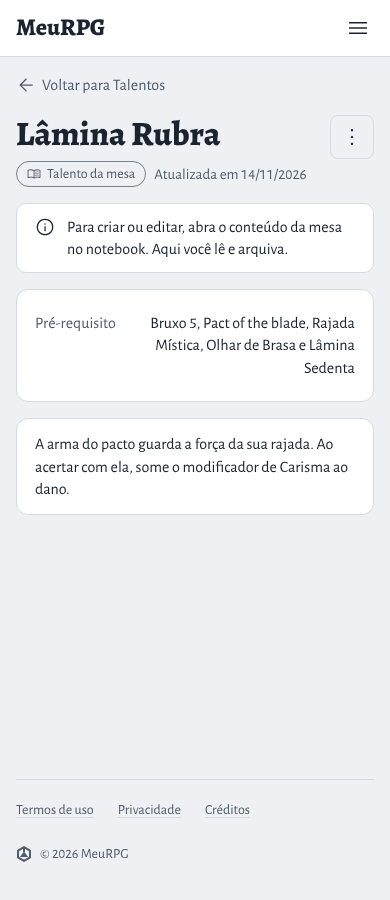 MeuRPG
Voltar para Talentos
Lâmina Rubra
Talento da mesa
Atualizada em 14/11/2026
Para criar ou editar, abra o conteúdo da mesa
no notebook. Aqui você lê e arquiva.
Pré-requisito
Bruxo 5, Pact of the blade, Rajada
Mística, Olhar de Brasa e Lâmina
Sedenta
A arma do pacto guarda a força da sua rajada. Ao
acertar com ela, some o modificador de Carisma ao
dano.
Termos de uso
Privacidade
Créditos
© 2026 MeuRPG